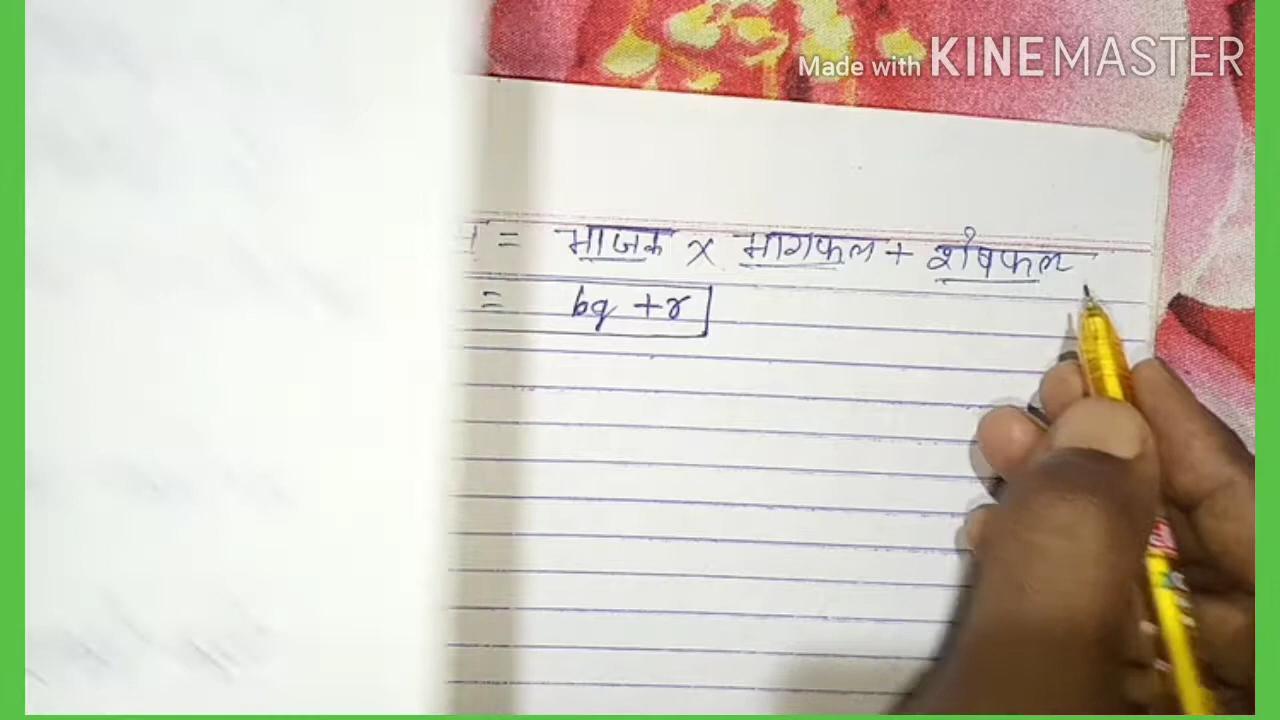 Made with KINEMASTER
= भाजक × भागफल + शेषफल
= bq + r